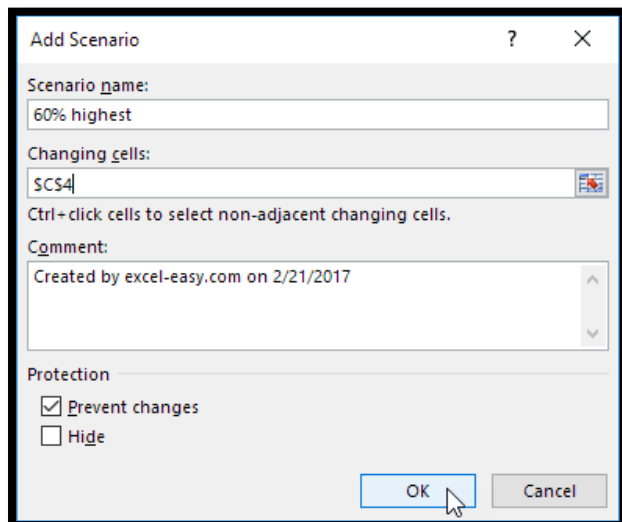 Add Scenario ? X
Scenario name:
60% highest
Changing cells:
$C$4
Ctrl+click cells to select non-adjacent changing cells.
Comment:
Created by excel-easy.com on 2/21/2017
Protection
Prevent changes
Hide
OK Cancel